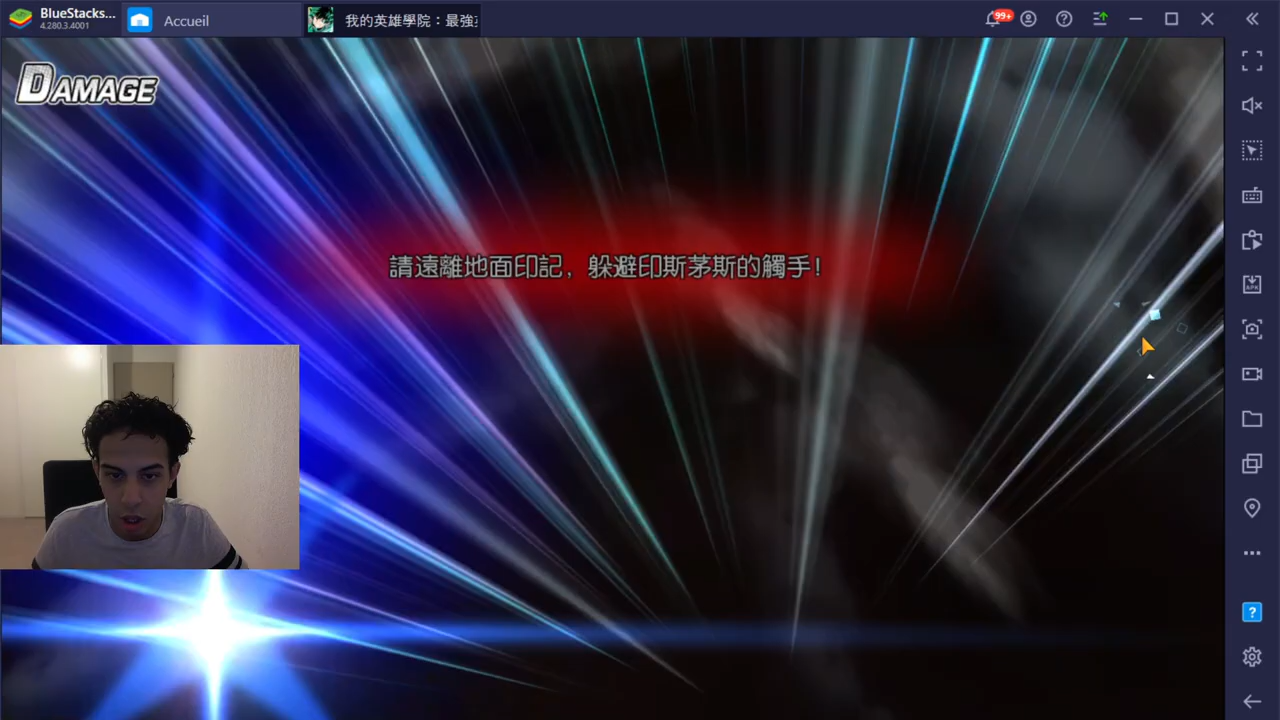 BlueStacks...
4.280.3.4001
Accueil
我的英雄學院：最強
99+
DAMAGE
請遠離地面印記，躲避印斯茅斯的觸手！
APK